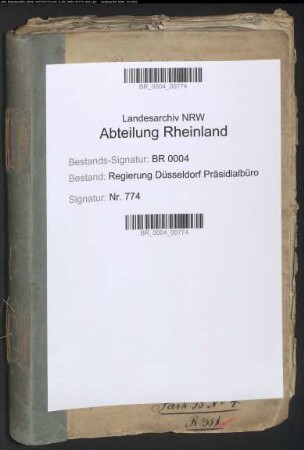 BR_0004_00774
Landesarchiv NRW
Abteilung Rheinland
Bestands-Signatur: BR 0004
Bestand: Regierung Düsseldorf Präsidialbüro
Signatur: Nr. 774
BR_0004_00774